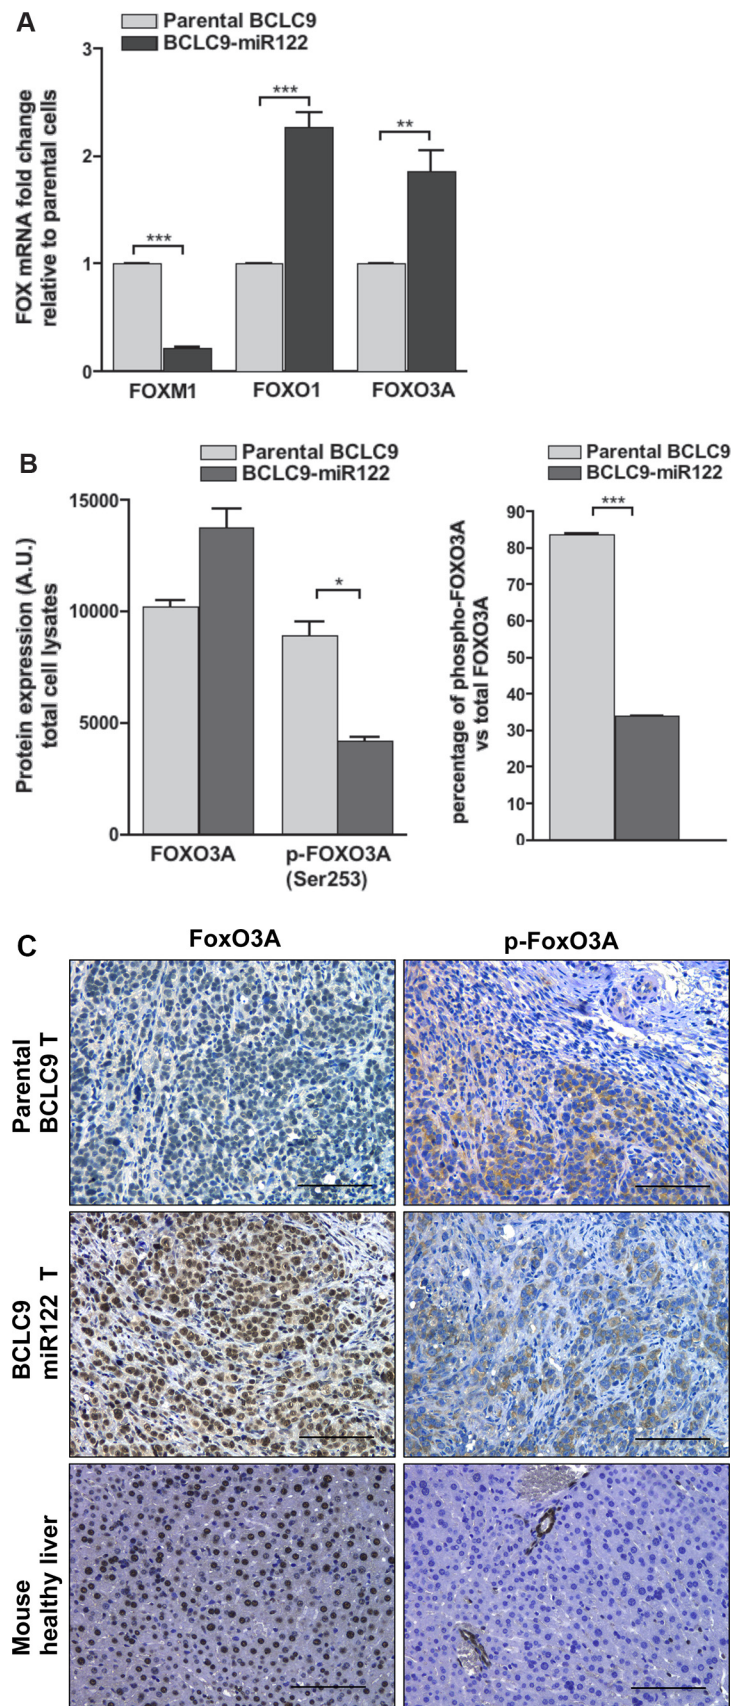 A
Parental BCLC9
BCLC9-miR122
FOX mRNA fold change
relative to parental cells
3
2
1
0
***
***
**
FOXM1
FOXO1
FOXO3A
B
Parental BCLC9
BCLC9-miR122
Protein expression (A.U.)
total cell lysates
15000
10000
5000
0
*
FOXO3A
p-FOXO3A
(Ser253)
Parental BCLC9
BCLC9-miR122
percentage of phospho-FOXO3A
vs total FOXO3A
90
80
70
60
50
40
30
20
10
0
***
C
FoxO3A
p-FoxO3A
Parental
BCLC9 T
BCLC9
miR122 T
Mouse
healthy liver